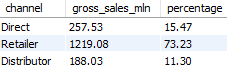 channel gross_sales_mln percentage
Direct 257.53 15.47
Retailer 1219.08 73.23
Distributor 188.03 11.30